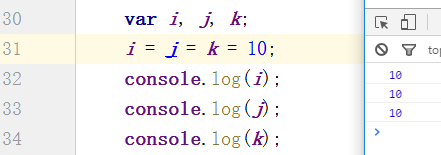 30 var i, j, k;
31 i = j = k = 10;
32 console.log(i);
33 console.log(j);
34 console.log(k);
top
10
10
10
>